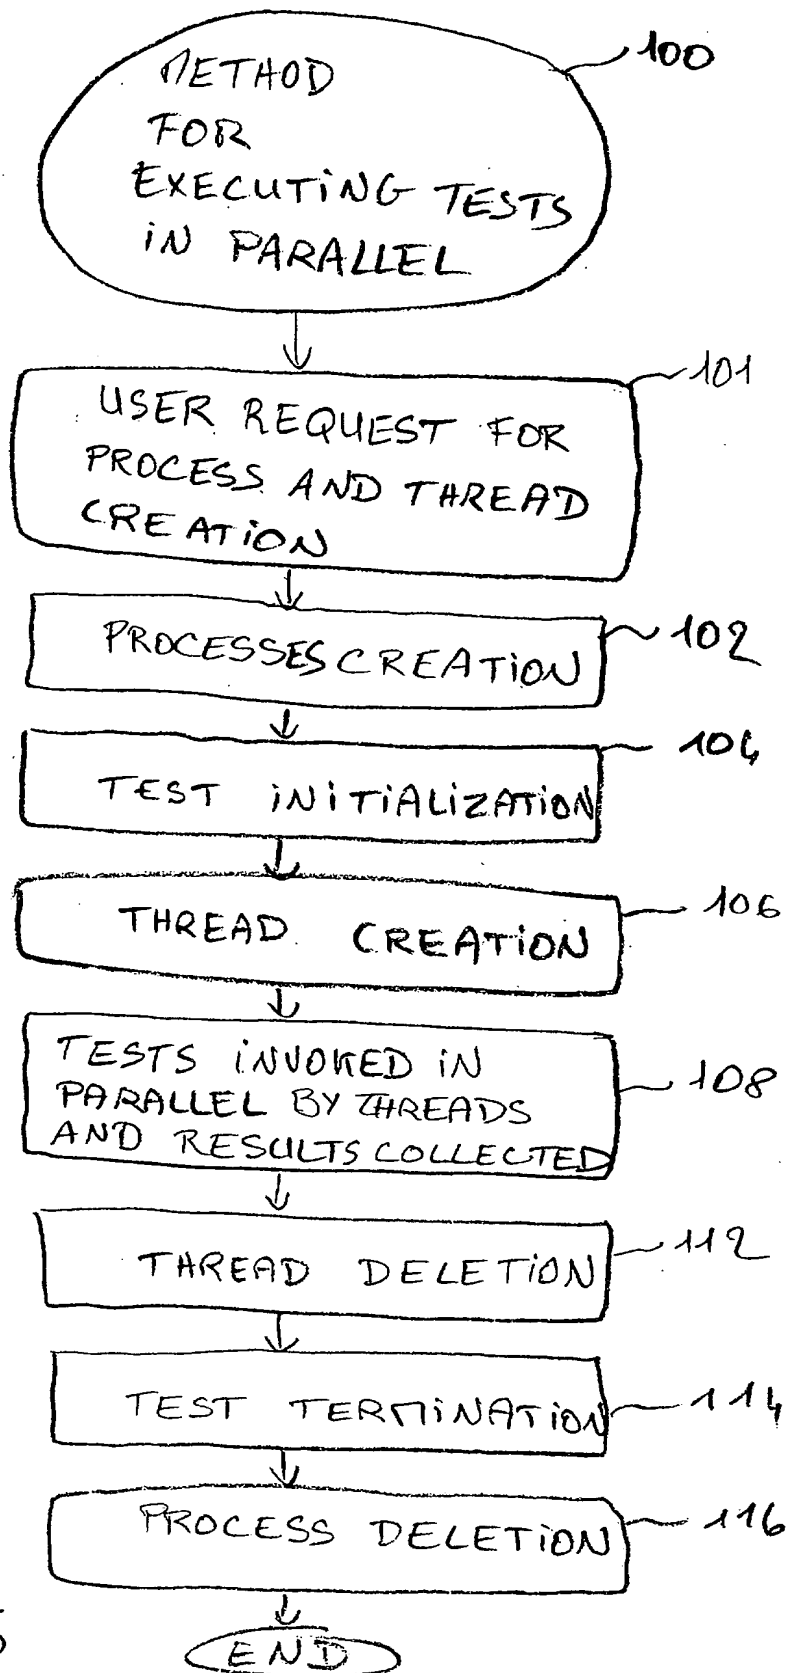 METHOD
100
FOR
EXECUTING TESTS
IN PARALLEL
101
USER REQUEST FOR
PROCESS AND THREAD
CREATION
PROCESSES CREATION
102
104
TEST INITIALIZATION
THREAD CREATION
106
TESTS INVOKED IN
PARALLEL BY THREADS
AND RESULTS COLLECTED
108
THREAD DELETION
112
TEST TERMINATION
114
PROCESS DELETION
116
END